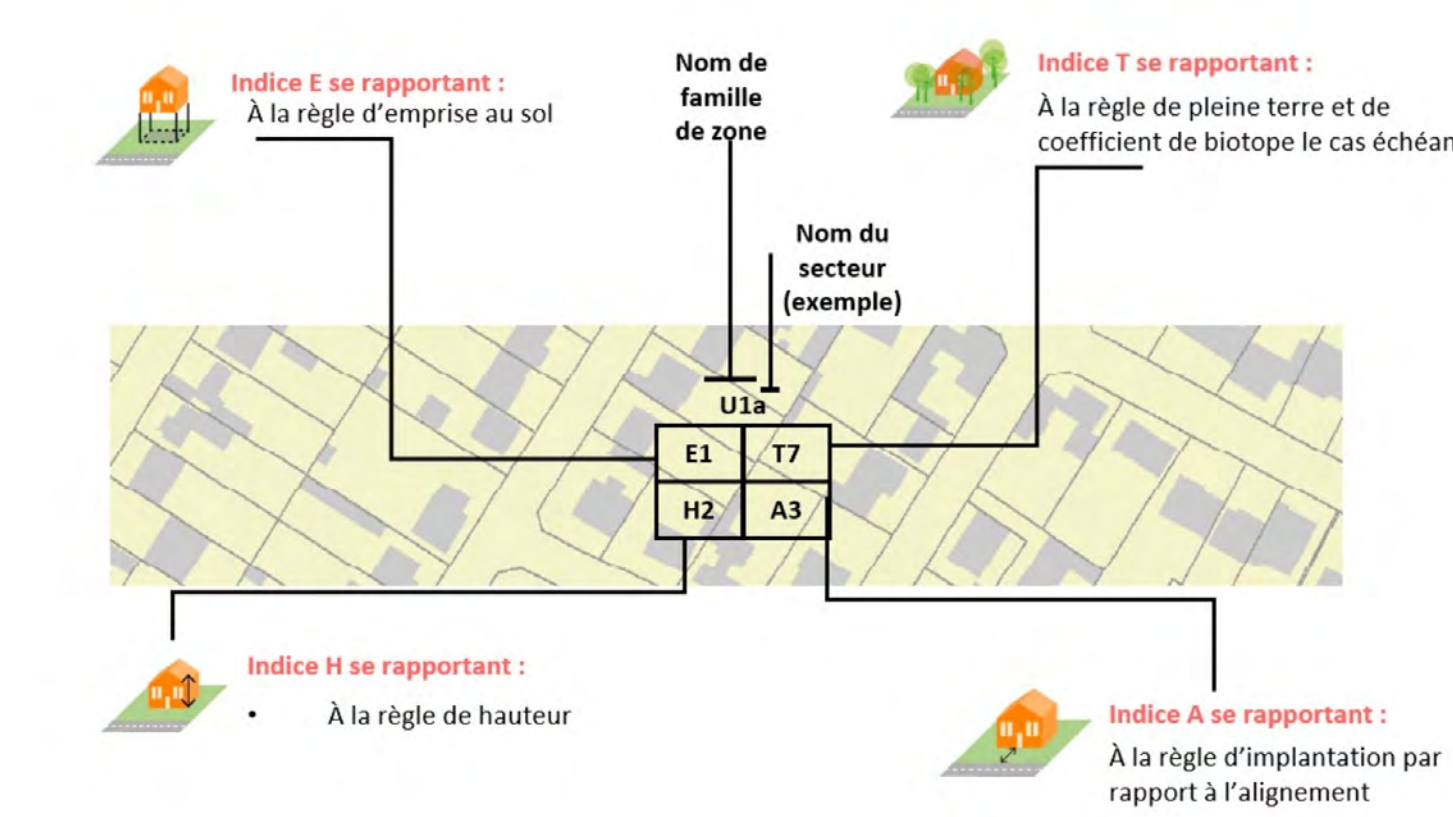 Indice E se rapportant :
À la règle d'emprise au sol
Nom de
famille
de zone
Indice T se rapportant :
À la règle de pleine terre et de
coefficient de biotope le cas échéan
Nom du
secteur
(exemple)
U1a
E1 T7
H2 A3
Indice H se rapportant :
• À la règle de hauteur
Indice A se rapportant :
À la règle d'implantation par
rapport à l'alignement